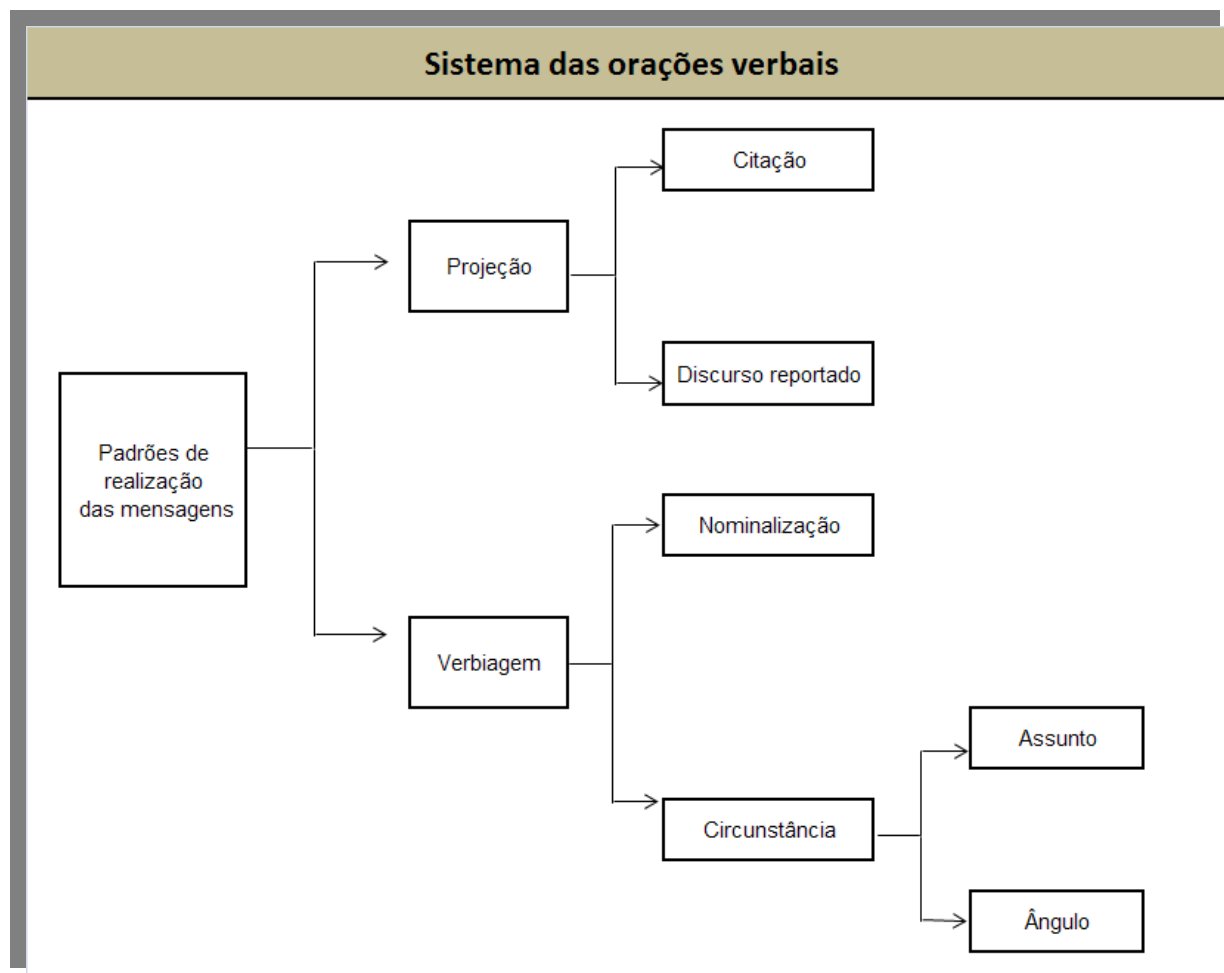 Sistema das orações verbais
Citação
Projeção
Discurso reportado
Padrões de
realização
das mensagens
Nominalização
Verbiagem
Assunto
Circunstância
Ângulo